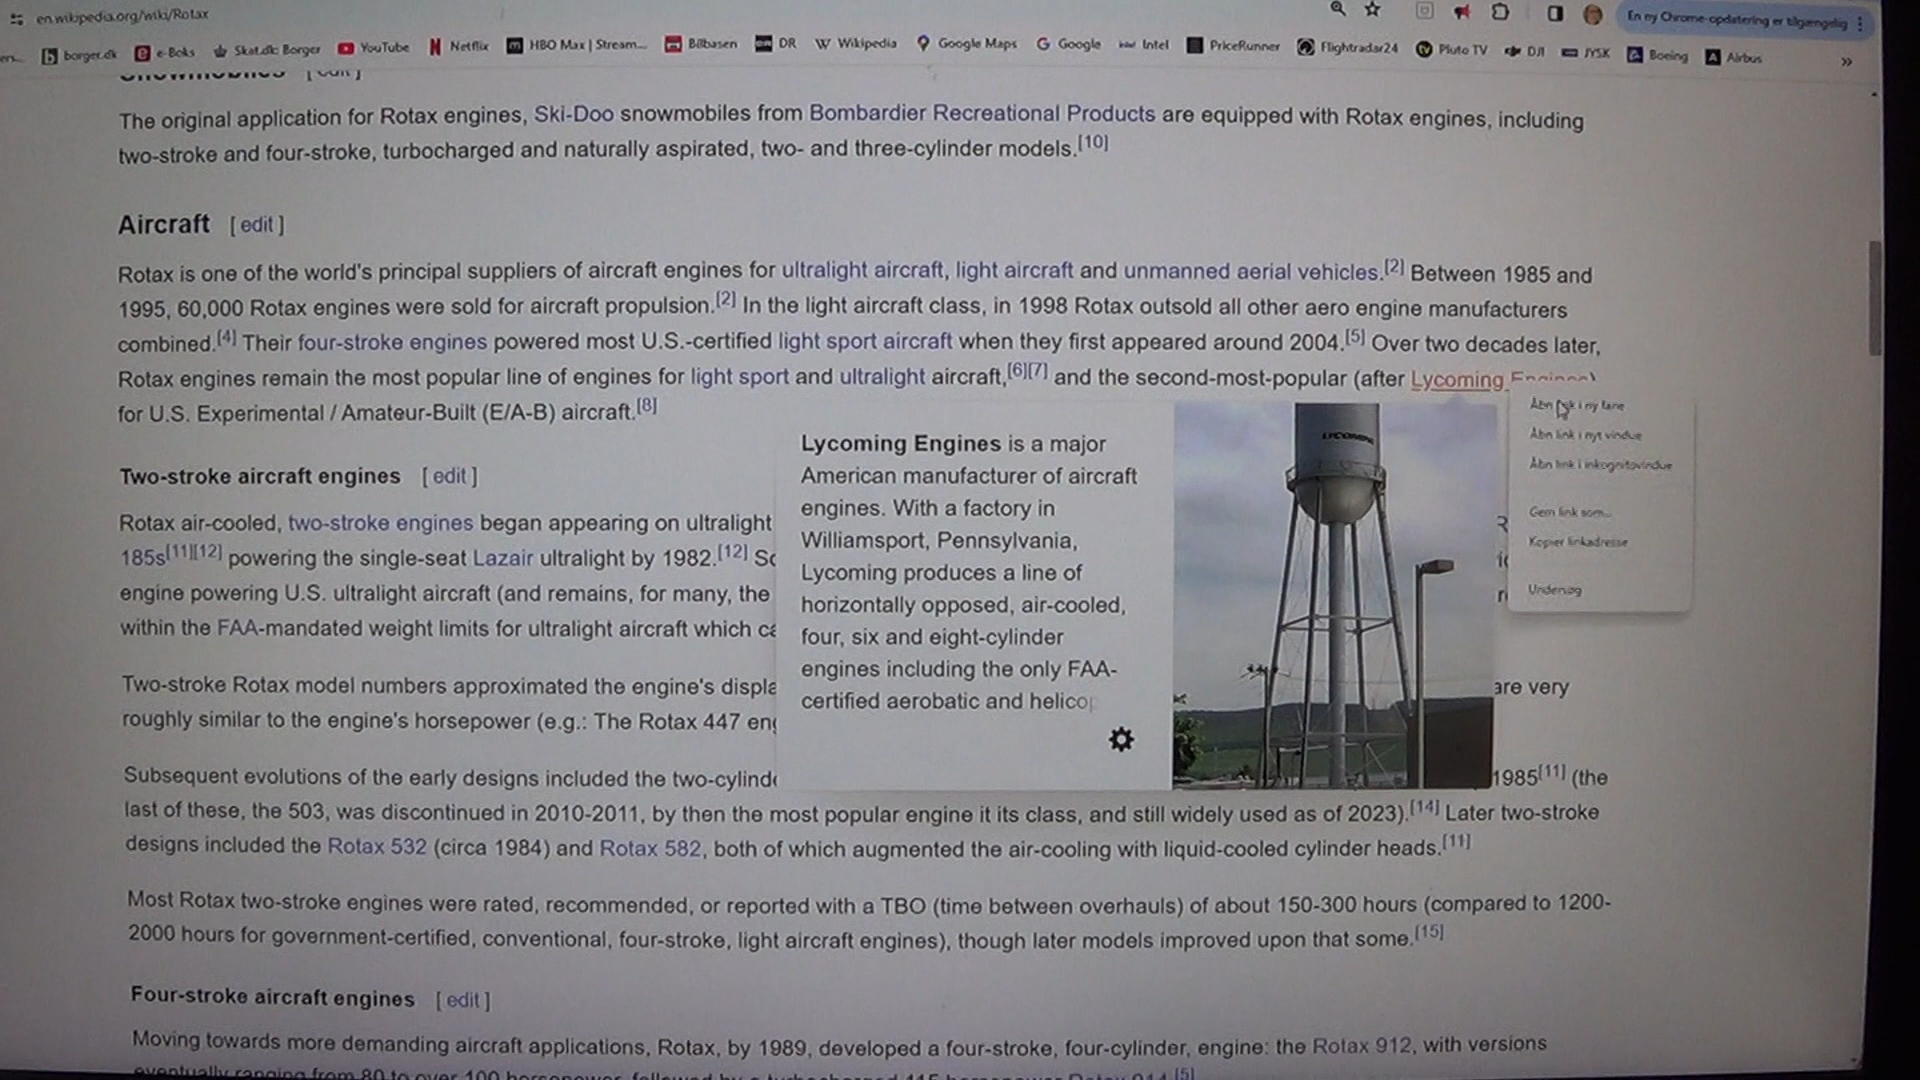 en.wikipedia.org/wiki/Rotax
En ny Chrome-opdatering er tilgængelig
borger.dk e-Boks Skat.dk: Borger YouTube Netflix HBO Max | Stream... Bilbasen DR Wikipedia Google Maps Google Intel PriceRunner Flightradar24 Pluto TV DJI JYSK Boeing Airbus »
Snowmobiles [edit]
The original application for Rotax engines, Ski-Doo snowmobiles from Bombardier Recreational Products are equipped with Rotax engines, including
two-stroke and four-stroke, turbocharged and naturally aspirated, two- and three-cylinder models.[10]
Aircraft [edit]
Rotax is one of the world's principal suppliers of aircraft engines for ultralight aircraft, light aircraft and unmanned aerial vehicles.[2] Between 1985 and
1995, 60,000 Rotax engines were sold for aircraft propulsion.[2] In the light aircraft class, in 1998 Rotax outsold all other aero engine manufacturers
combined.[4] Their four-stroke engines powered most U.S.-certified light sport aircraft when they first appeared around 2004.[5] Over two decades later,
Rotax engines remain the most popular line of engines for light sport and ultralight aircraft,[6][7] and the second-most-popular (after Lycoming Engines)
for U.S. Experimental / Amateur-Built (E/A-B) aircraft.[8]
Lycoming Engines is a major
American manufacturer of aircraft
engines. With a factory in
Williamsport, Pennsylvania,
Lycoming produces a line of
horizontally opposed, air-cooled,
four, six and eight-cylinder
engines including the only FAA-
certified aerobatic and helicop
LYCOMING
Åbn link i ny fane
Åbn link i nyt vindue
Åbn link i inkognitovindue
Gem link som...
Kopier linkadresse
Undersøg
Two-stroke aircraft engines [edit]
Rotax air-cooled, two-stroke engines began appearing on ultralight
185s[11][12] powering the single-seat Lazair ultralight by 1982.[12]
engine powering U.S. ultralight aircraft (and remains, for many, the
within the FAA-mandated weight limits for ultralight aircraft which
Two-stroke Rotax model numbers approximated the engine's displa are very
roughly similar to the engine's horsepower (e.g.: The Rotax 447 eng
Subsequent evolutions of the early designs included the two-cylinde 1985[11] (the
last of these, the 503, was discontinued in 2010-2011, by then the most popular engine it its class, and still widely used as of 2023).[14] Later two-stroke
designs included the Rotax 532 (circa 1984) and Rotax 582, both of which augmented the air-cooling with liquid-cooled cylinder heads.[11]
Most Rotax two-stroke engines were rated, recommended, or reported with a TBO (time between overhauls) of about 150-300 hours (compared to 1200-
2000 hours for government-certified, conventional, four-stroke, light aircraft engines), though later models improved upon that some.[15]
Four-stroke aircraft engines [edit]
Moving towards more demanding aircraft applications, Rotax, by 1989, developed a four-stroke, four-cylinder, engine: the Rotax 912, with versions
eventually ranging from 80 to over 100 horsepower, followed by a turbocharged 115 horsepower Rotax 914.[5]